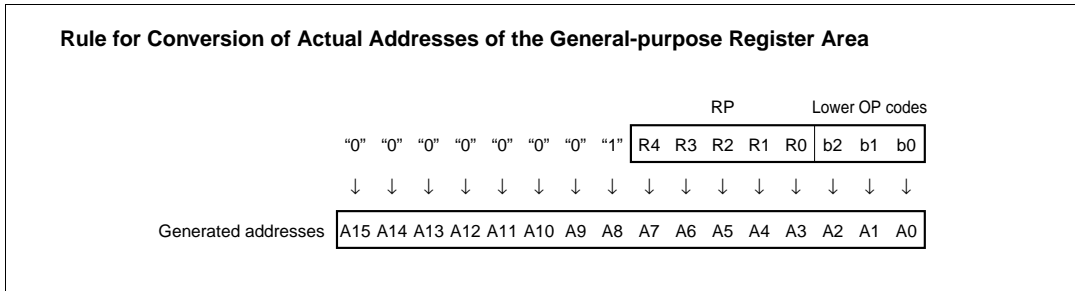 Rule for Conversion of Actual Addresses of the General-purpose Register Area
RP Lower OP codes
“0” “0” “0” “0” “0” “0” “0” “1” R4 R3 R2 R1 R0 b2 b1 b0
↓ ↓ ↓ ↓ ↓ ↓ ↓ ↓ ↓ ↓ ↓ ↓ ↓ ↓ ↓ ↓
Generated addresses A15 A14 A13 A12 A11 A10 A9 A8 A7 A6 A5 A4 A3 A2 A1 A0